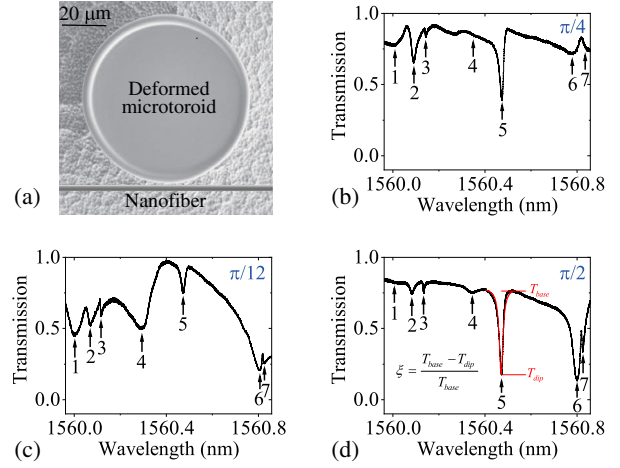 20 μm
Deformed
microtoroid
Nanofiber
(a)
π/4
1.0
0.5
0.0
Transmission
1 2 3 4 5 6 7
1560.0 1560.4 1560.8
Wavelength (nm)
(b)
π/12
1.0
0.5
0.0
Transmission
1 2 3 4 5 6 7
1560.0 1560.4 1560.8
Wavelength (nm)
(c)
π/2
1.0
0.5
0.0
Transmission
1 2 3 4 5 6 7
T_base
T_dip
ξ = (T_base − T_dip) / T_base
1560.0 1560.4 1560.8
Wavelength (nm)
(d)